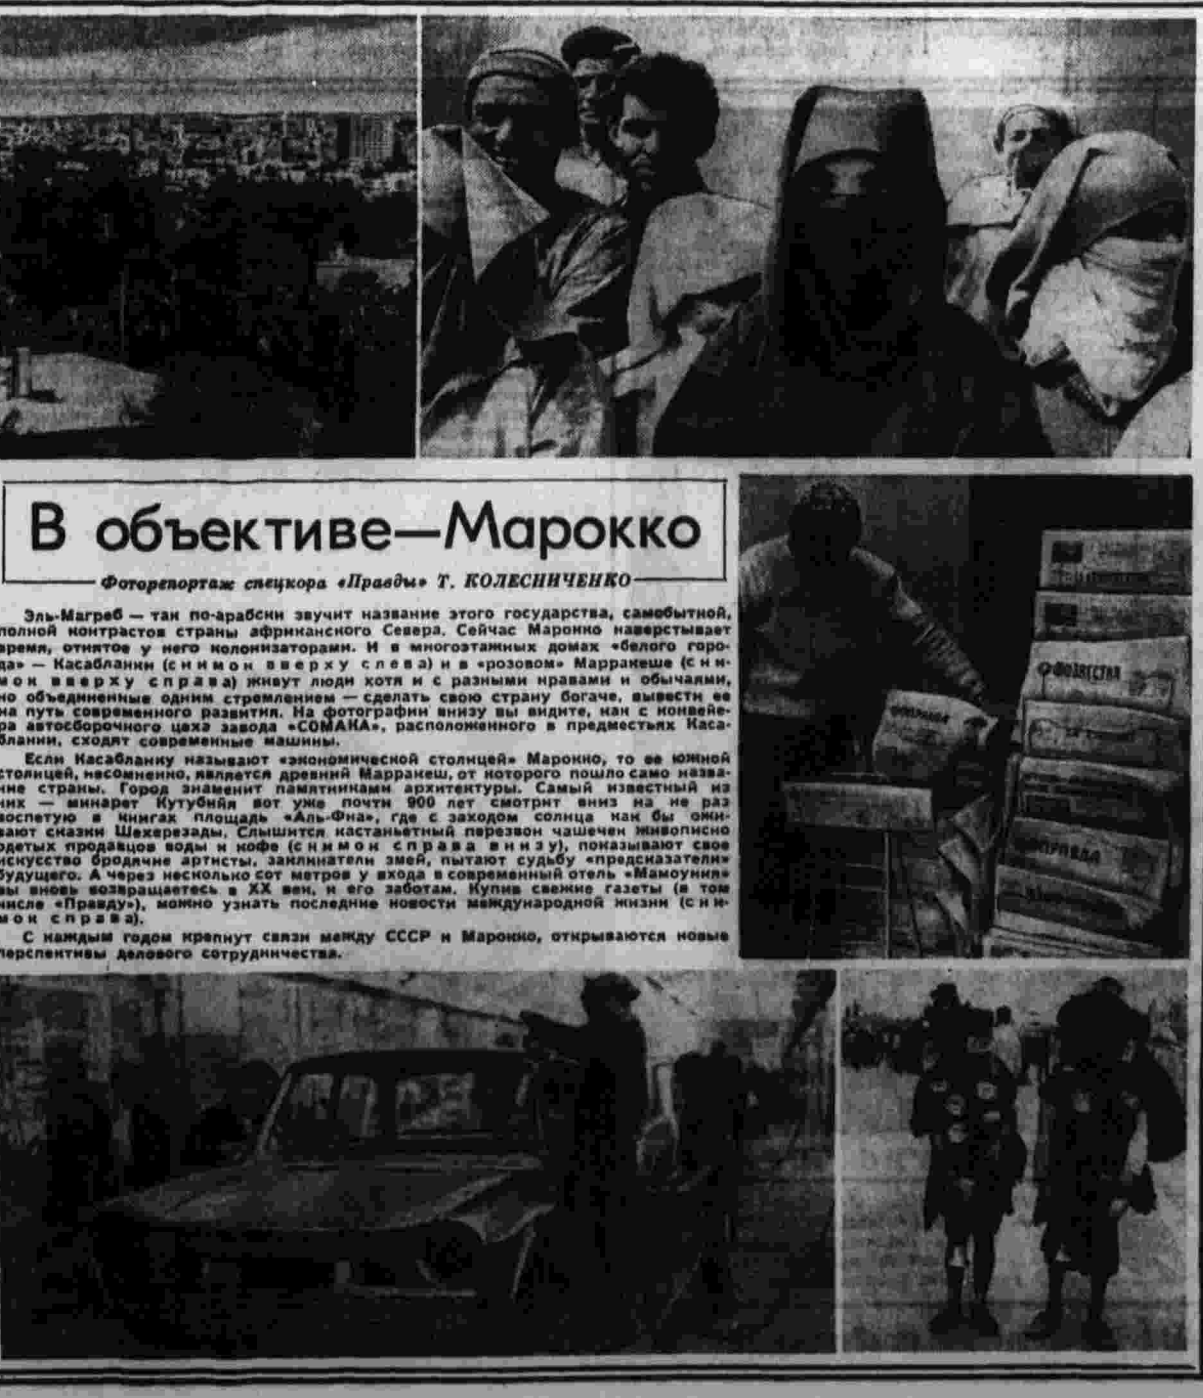 В объективе—Марокко
Фоторепортаж спецкора «Правды» Т. КОЛЕСНИЧЕНКО
Эль-Магреб — так по-арабски звучит название этого государства, самобытной,
полной контрастов страны африканского Севера. Сейчас Марокко наверстывает
время, отнятое у него колонизаторами. И в многоэтажных домах «белого горо-
да» — Касабланки (снимок вверху слева) и в «розовом» Марракеше (сни-
мок вверху справа) живут люди хотя и с разными нравами и обычаями,
но объединенные одним стремлением — сделать свою страну богаче, вывести ее
на путь современного развития. На фотографии внизу вы видите, как с конвейе-
ра автосборочного цеха завода «СОМАКА», расположенного в предместьях Каса-
бланки, сходят современные машины.
Если Касабланку называют «экономической столицей» Марокко, то ее южной
столицей, несомненно, является древний Марракеш, от которого пошло само назва-
ние страны. Город знаменит памятниками архитектуры. Самый известный из
них — минарет Кутубийя вот уже почти 900 лет смотрит вниз на не раз
воспетую в книгах площадь «Аль-Фна», где с заходом солнца как бы ожи-
вают сказки Шехерезады. Слышится кастаньетный перезвон чашечек живописно
одетых продавцов воды и кофе (снимок справа внизу), показывают свое
искусство бродячие артисты, заклинатели змей, пытают судьбу «предсказатели»
будущего. А через несколько сот метров у входа в современный отель «Мамоуния»
вы вновь возвращаетесь в XX век, к его заботам. Купив свежие газеты (в том
числе «Правду»), можно узнать последние новости международной жизни (сни-
мок справа).
С каждым годом крепнут связи между СССР и Марокко, открываются новые
перспективы делового сотрудничества.
ИЗВЕСТИЯ
ПРАВДА
ПРАВДА